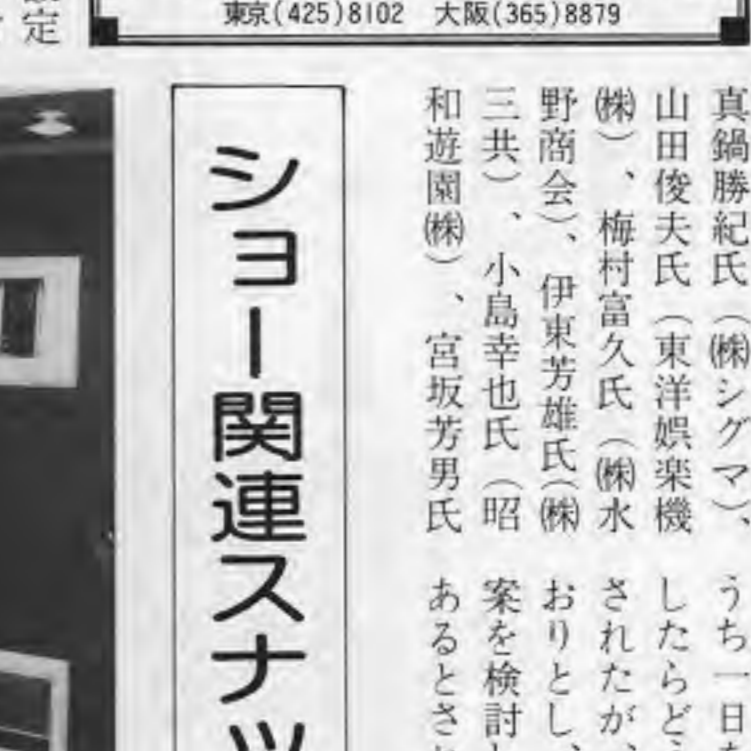 東京(425)8102 大阪(365)8879
真鍋勝紀氏(㈱シグマ)、
山田俊夫氏(東洋娯楽機
㈱)、梅村富久氏(㈱水
野商会)、伊東芳雄氏(㈱
三共)、小島幸也氏(昭
和遊園㈱)、宮坂芳男氏
うち一日
したらど
されたが、
おりとし、
案を検討
あるとさ
ショー関連スナッ
定